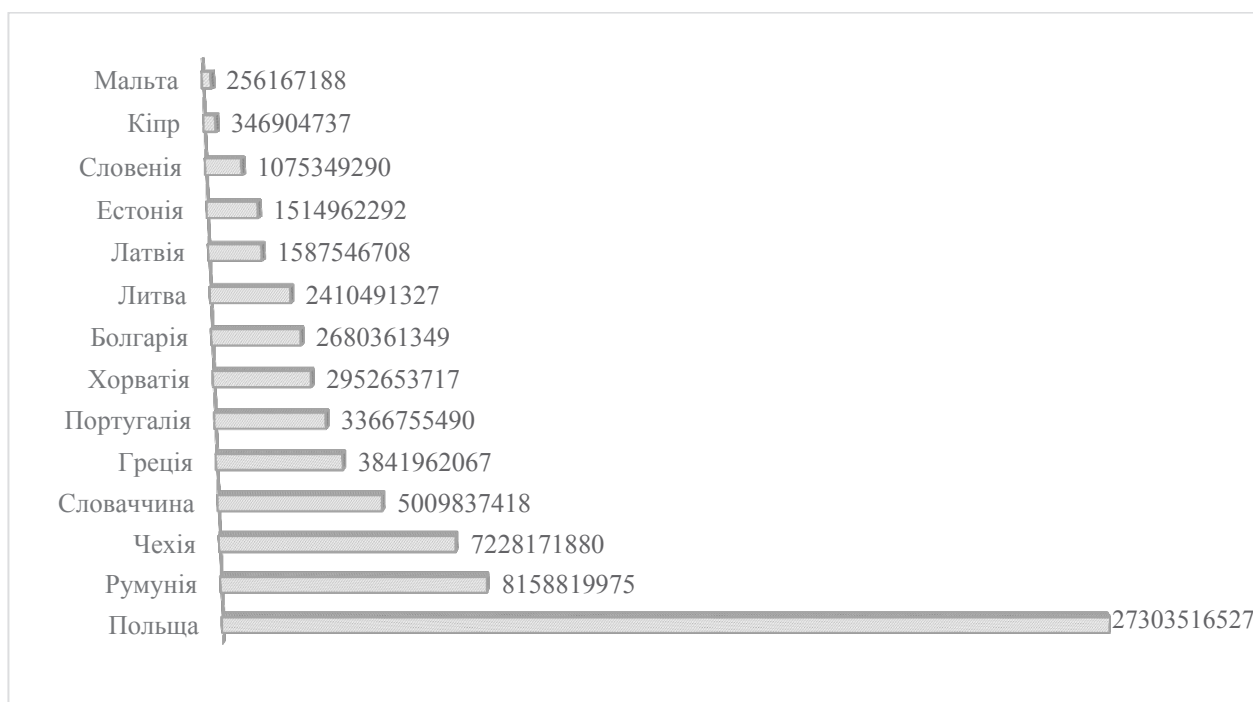 Мальта 256167188
Кіпр 346904737
Словенія 1075349290
Естонія 1514962292
Латвія 1587546708
Литва 2410491327
Болгарія 2680361349
Хорватія 2952653717
Португалія 3366755490
Греція 3841962067
Словаччина 5009837418
Чехія 7228171880
Румунія 8158819975
Польща 27303516527